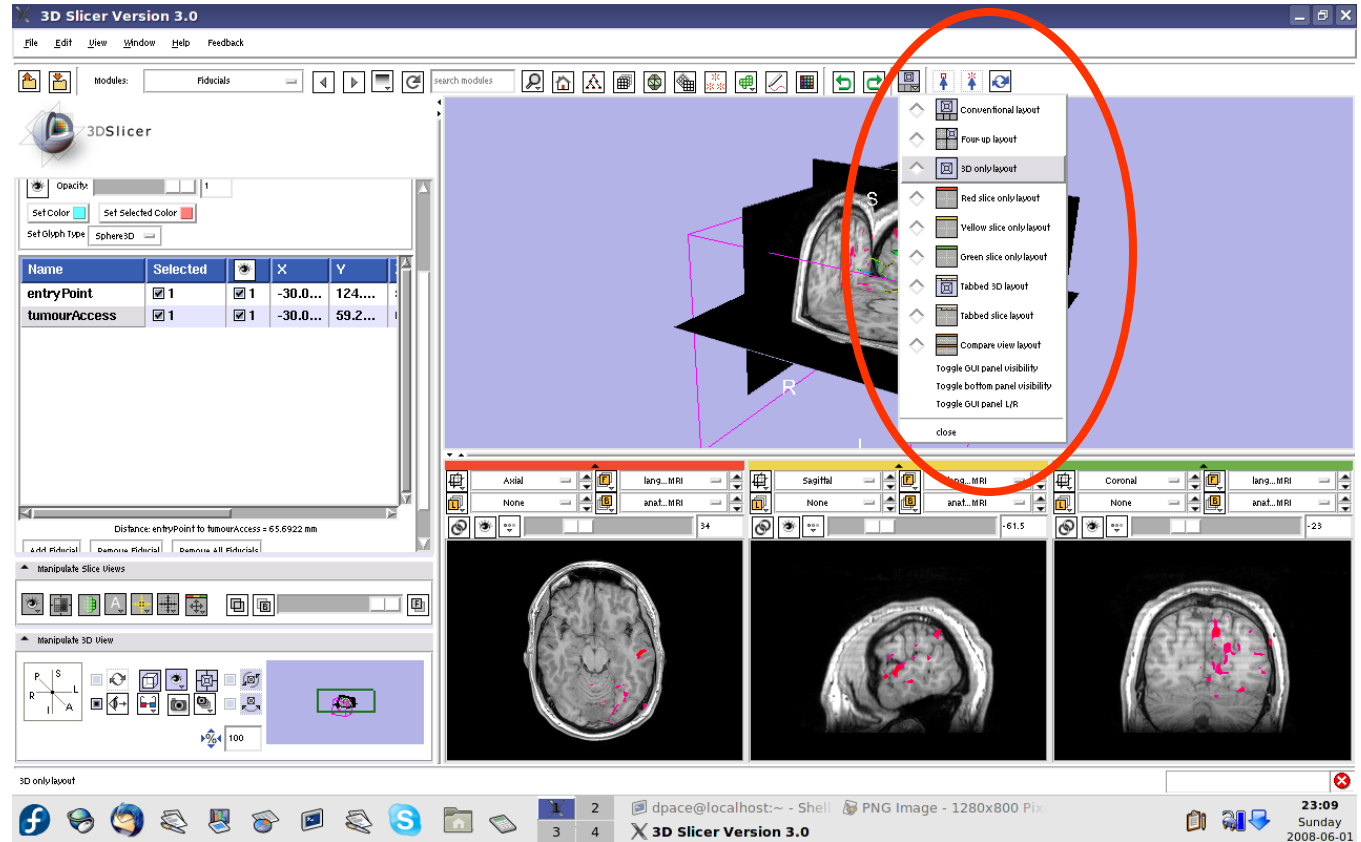 3D Slicer Version 3.0
File Edit View Window Help Feedback
Modules: Fiducials search modules
3DSlicer
Opacity: 1
Set Color Set Selected Color
Set Glyph Type Sphere3D
Name Selected X Y
entryPoint 1 1 -30.0... 124....
tumourAccess 1 1 -30.0... 59.2...
Distance: entryPoint to tumourAccess = 65.6922 mm
Add Fiducial Remove Fiducial Remove All Fiducials
Manipulate Slice Views
Manipulate 3D View
P S
R L
I A
100
S
R
Conventional layout
Four-up layout
3D only layout
Red slice only layout
Yellow slice only layout
Green slice only layout
Tabbed 3D layout
Tabbed slice layout
Compare view layout
Toggle GUI panel visibility
Toggle bottom panel visibility
Toggle GUI panel L/R
close
Axial F lang...MRI
L None B anat...MRI
34
Sagittal F lang...MRI
L None B anat...MRI
-61.5
Coronal F lang...MRI
L None B anat...MRI
-23
3D only layout
1 2
3 4
dpace@localhost:~ - Shell PNG Image - 1280x800 Pix
3D Slicer Version 3.0
23:09
Sunday
2008-06-01